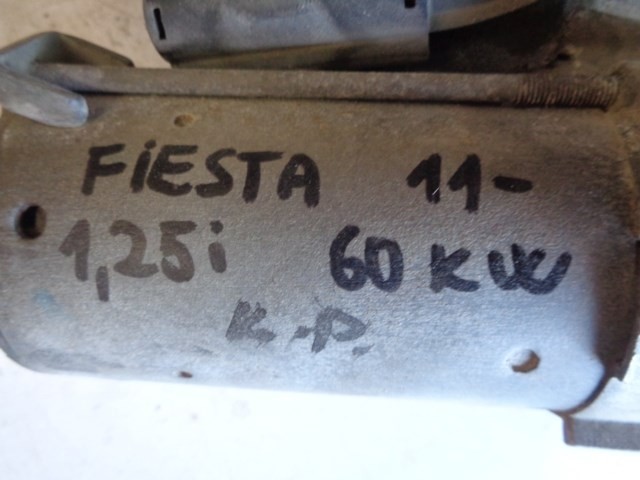 FiESTA 11-
1,25i 60 KW
K.P.